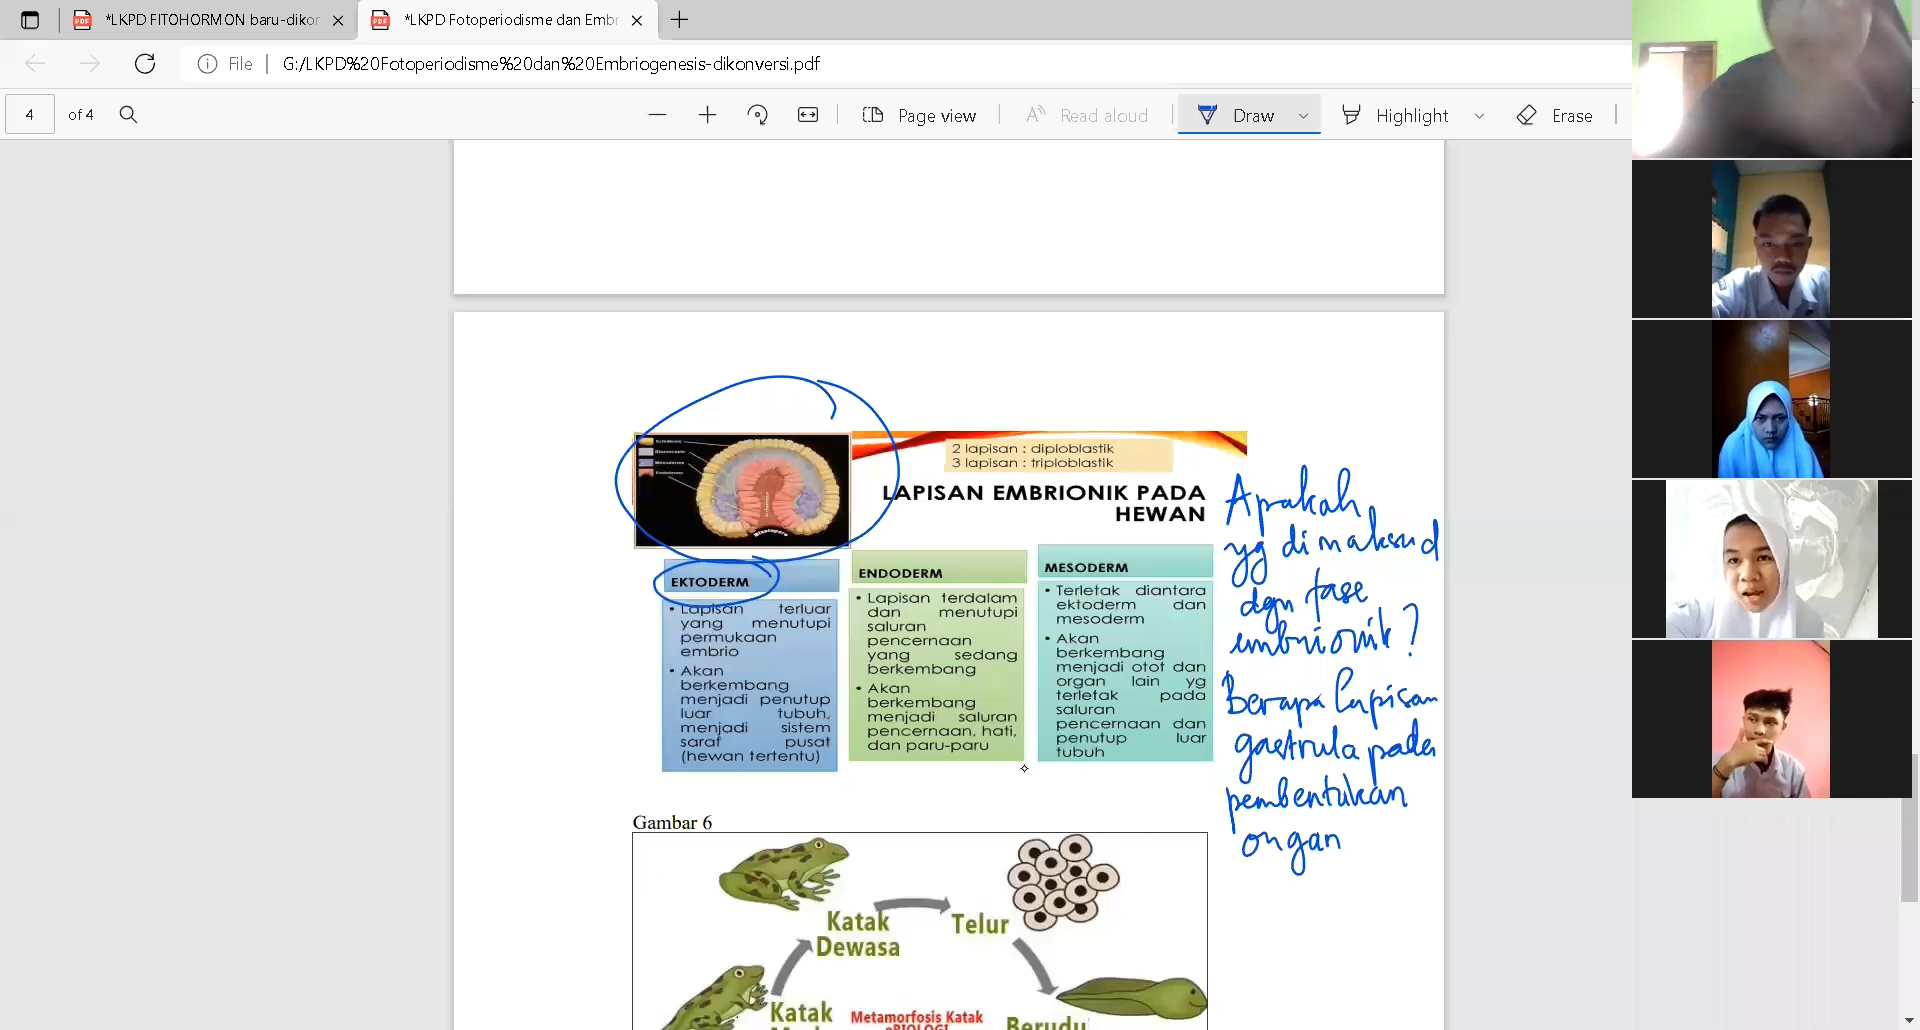 *LKPD FITOHORMON baru-dikor
*LKPD Fotoperiodisme dan Embr
File
G:/LKPD%20Fotoperiodisme%20dan%20Embriogenesis-dikonversi.pdf
4
of 4
Page view
Read aloud
Draw
Highlight
Erase
2 lapisan : diploblastik
3 lapisan : triploblastik
LAPISAN EMBRIONIK PADA
HEWAN
Blastopore
EKTODERM
• Lapisan terluar
yang menutupi
permukaan
embrio
• Akan
berkembang
menjadi penutup
luar tubuh,
menjadi sistem
saraf pusat
(hewan tertentu)
ENDODERM
• Lapisan terdalam
dan menutupi
saluran
pencernaan
yang sedang
berkembang
• Akan
berkembang
menjadi saluran
pencernaan, hati,
dan paru-paru
MESODERM
• Terletak diantara
ektoderm dan
mesoderm
• Akan
berkembang
menjadi otot dan
organ lain yg
terletak pada
saluran
pencernaan dan
penutup luar
tubuh
Apakah
yg dimaksud
dgn fase
embrionik?
Berapa lapisan
gastrula pada
pembentukan
organ
Gambar 6
Katak
Dewasa
Telur
Katak
Metamorfosis Katak
eBIOLOGI
Berudu